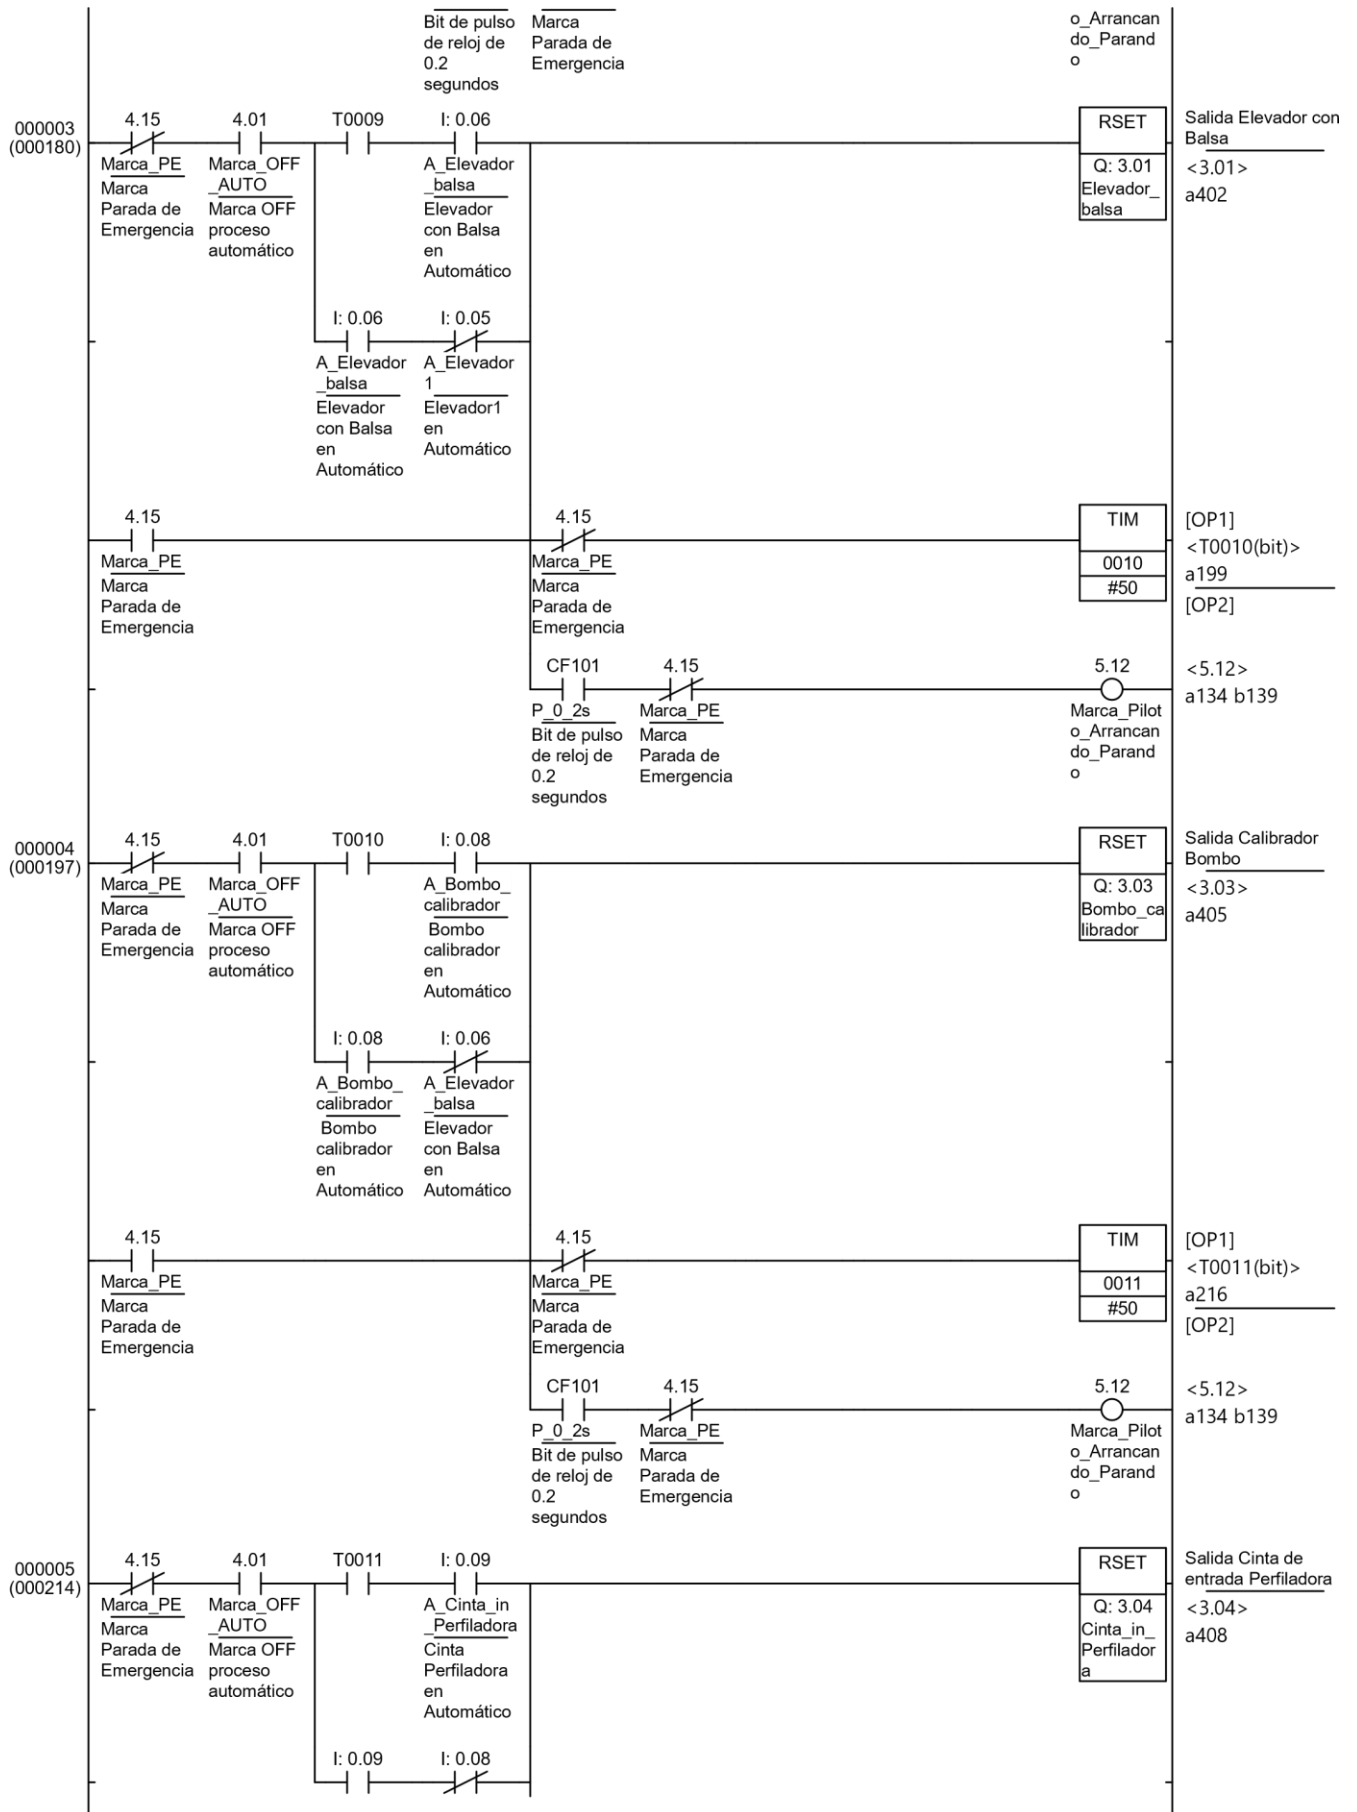 Bit de pulso
de reloj de
0.2
segundos
Marca
Parada de
Emergencia
o_Arrancan
do_Parand
o
000003
(000180)
4.15
Marca_PE
Marca
Parada de
Emergencia
4.01
Marca_OFF
_AUTO
Marca OFF
proceso
automático
T0009
I: 0.06
A_Elevador
_balsa
Elevador
con Balsa
en
Automático
RSET
Q: 3.01
Elevador_
balsa
Salida Elevador con
Balsa
<3.01>
a402
I: 0.06
A_Elevador
_balsa
Elevador
con Balsa
en
Automático
I: 0.05
A_Elevador
1
Elevador1
en
Automático
4.15
Marca_PE
Marca
Parada de
Emergencia
4.15
Marca_PE
Marca
Parada de
Emergencia
TIM
0010
#50
[OP1]
<T0010(bit)>
a199
[OP2]
CF101
P_0_2s
Bit de pulso
de reloj de
0.2
segundos
4.15
Marca_PE
Marca
Parada de
Emergencia
5.12
Marca_Pilot
o_Arrancan
do_Parand
o
<5.12>
a134 b139
000004
(000197)
4.15
Marca_PE
Marca
Parada de
Emergencia
4.01
Marca_OFF
_AUTO
Marca OFF
proceso
automático
T0010
I: 0.08
A_Bombo_
calibrador
Bombo
calibrador
en
Automático
RSET
Q: 3.03
Bombo_ca
librador
Salida Calibrador
Bombo
<3.03>
a405
I: 0.08
A_Bombo_
calibrador
Bombo
calibrador
en
Automático
I: 0.06
A_Elevador
_balsa
Elevador
con Balsa
en
Automático
4.15
Marca_PE
Marca
Parada de
Emergencia
4.15
Marca_PE
Marca
Parada de
Emergencia
TIM
0011
#50
[OP1]
<T0011(bit)>
a216
[OP2]
CF101
P_0_2s
Bit de pulso
de reloj de
0.2
segundos
4.15
Marca_PE
Marca
Parada de
Emergencia
5.12
Marca_Pilot
o_Arrancan
do_Parand
o
<5.12>
a134 b139
000005
(000214)
4.15
Marca_PE
Marca
Parada de
Emergencia
4.01
Marca_OFF
_AUTO
Marca OFF
proceso
automático
T0011
I: 0.09
A_Cinta_in
_Perfiladora
Cinta
Perfiladora
en
Automático
RSET
Q: 3.04
Cinta_in_
Perfilador
a
Salida Cinta de
entrada Perfiladora
<3.04>
a408
I: 0.09
I: 0.08